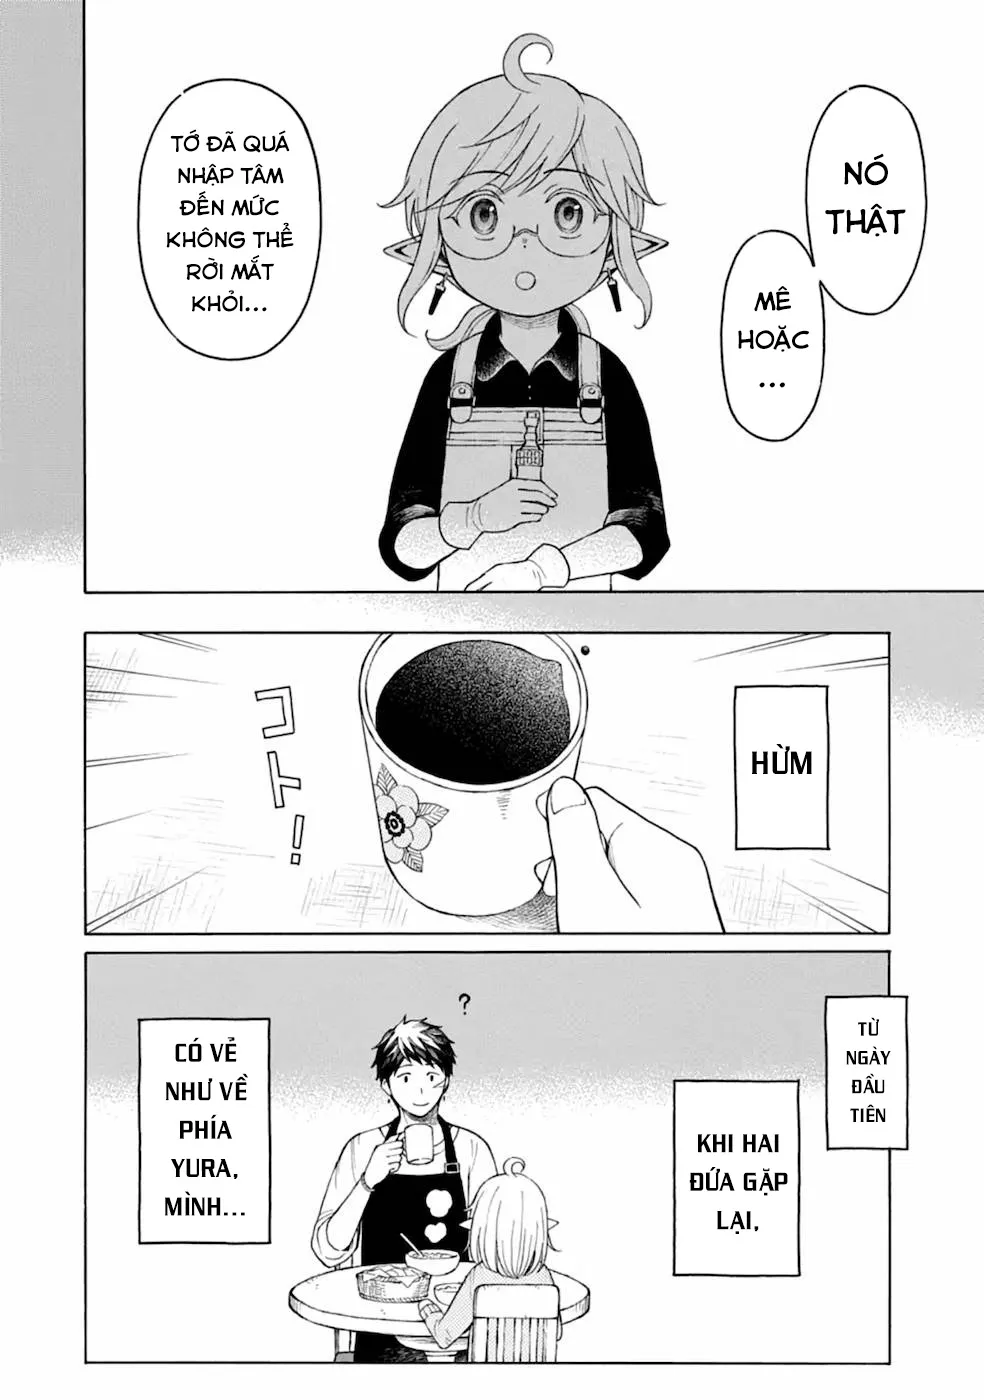 NÓ
THẬT
MÊ
HOẶC
...
TỚ ĐÃ QUÁ
NHẬP TÂM
ĐẾN MỨC
KHÔNG THỂ
RỜI MẮT
KHỎI...
HỪM
コト!
TỪ
NGÀY
ĐẦU
TIÊN
KHI HAI
ĐỨA GẶP
LẠI,
?
CÓ VẺ
NHƯ VỀ
PHÍA
YURA,
MÌNH...